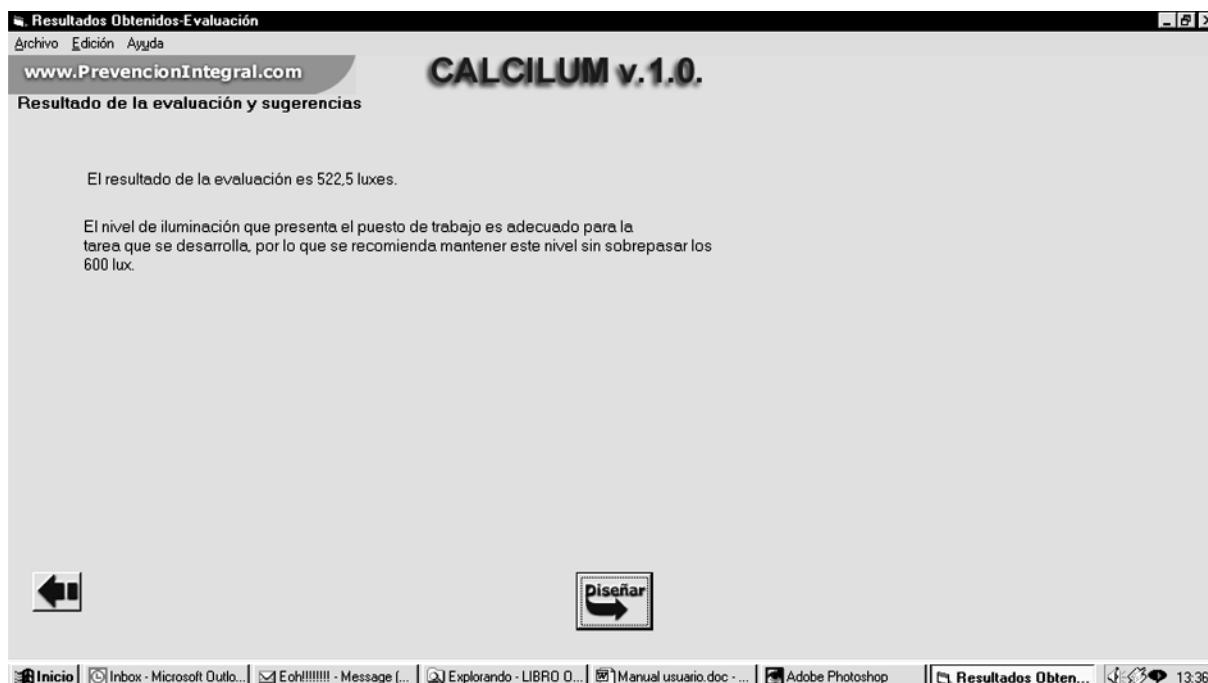 Resultados Obtenidos-Evaluación
Archivo Edición Ayuda
www.PrevencionIntegral.com
CALCILUM v.1.0.
Resultado de la evaluación y sugerencias
El resultado de la evaluación es 522,5 luxes.
El nivel de iluminación que presenta el puesto de trabajo es adecuado para la
tarea que se desarrolla, por lo que se recomienda mantener este nivel sin sobrepasar los
600 lux.
Diseñar
Inicio Inbox - Microsoft Outlo... Eoh!!!!!!!! - Message (... Explorando - LIBRO O... Manual usuario.doc - ... Adobe Photoshop Resultados Obten... 13:36